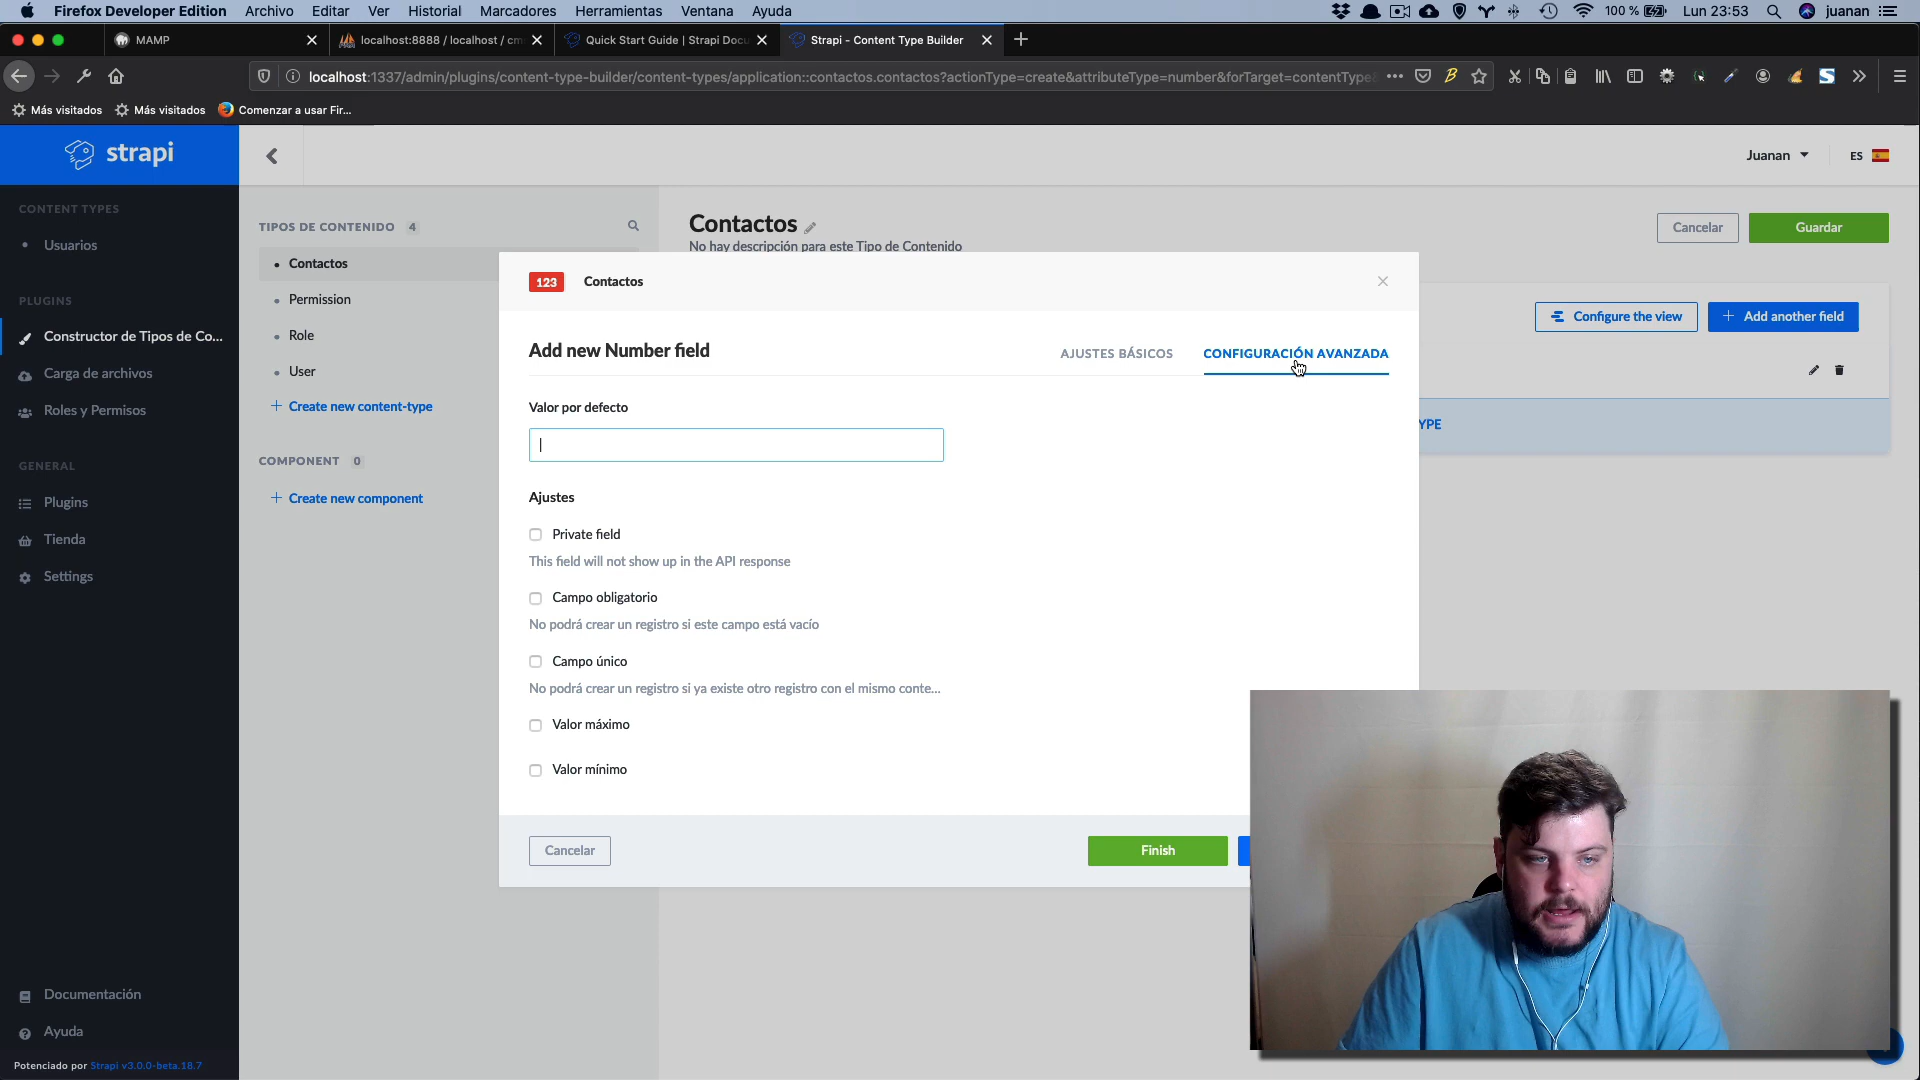 Firefox Developer Edition Archivo Editar Ver Historial Marcadores Herramientas Ventana Ayuda 100 % Lun 23:53 juanan
MAMP localhost:8888 / localhost / cm Quick Start Guide | Strapi Docu Strapi - Content Type Builder
localhost:1337/admin/plugins/content-type-builder/content-types/application::contactos.contactos?actionType=create&attributeType=number&forTarget=contentType
Más visitados Más visitados Comenzar a usar Fir...
strapi
Juanan ES
CONTENT TYPES
Usuarios
PLUGINS
Constructor de Tipos de Co...
Carga de archivos
Roles y Permisos
GENERAL
Plugins
Tienda
Settings
Documentación
Ayuda
Potenciado por Strapi v3.0.0-beta.18.7
TIPOS DE CONTENIDO 4
Contactos
Permission
Role
User
+ Create new content-type
COMPONENT 0
+ Create new component
Contactos
No hay descripción para este Tipo de Contenido
Cancelar Guardar
Configure the view + Add another field
YPE
123 Contactos
Add new Number field
AJUSTES BÁSICOS CONFIGURACIÓN AVANZADA
Valor por defecto
Ajustes
Private field
This field will not show up in the API response
Campo obligatorio
No podrá crear un registro si este campo está vacío
Campo único
No podrá crear un registro si ya existe otro registro con el mismo conte...
Valor máximo
Valor mínimo
Cancelar Finish